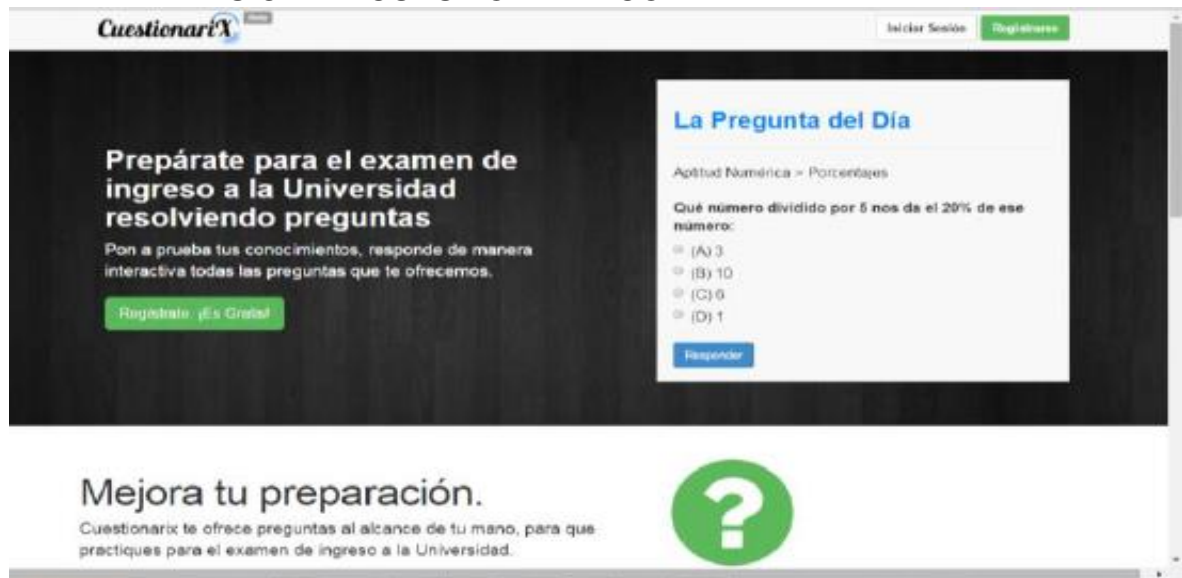 CuestionariX
Iniciar Sesión
Registrarse
Prepárate para el examen de
ingreso a la Universidad
resolviendo preguntas
Pon a prueba tus conocimientos, responde de manera
interactiva todas las preguntas que te ofrecemos.
Regístrate. ¡Es Gratis!
La Pregunta del Día
Aptitud Numérica » Porcentajes
Qué número dividido por 5 nos da el 20% de ese
número:
(A) 3
(B) 10
(C) 6
(D) 1
Responder
Mejora tu preparación.
Cuestionarix te ofrece preguntas al alcance de tu mano, para que
practiques para el examen de ingreso a la Universidad.
?